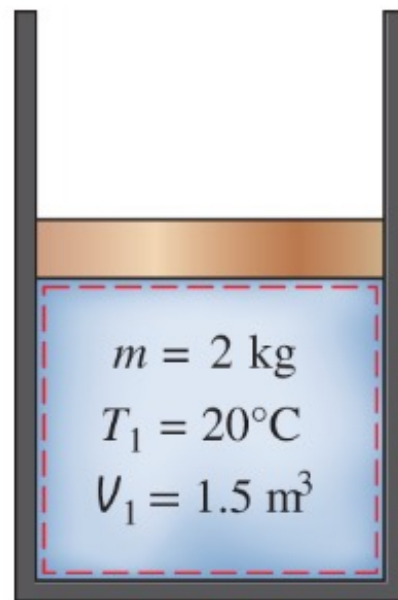 m = 2 kg
T₁ = 20°C
V₁ = 1.5 m³